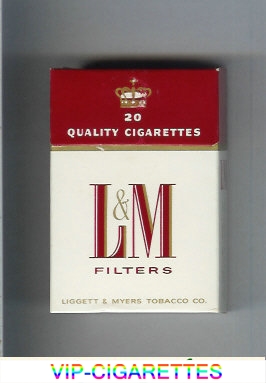 20
QUALITY CIGARETTES
L&M
FILTERS
LIGGETT & MYERS TOBACCO CO.
VIP-CIGARETTES